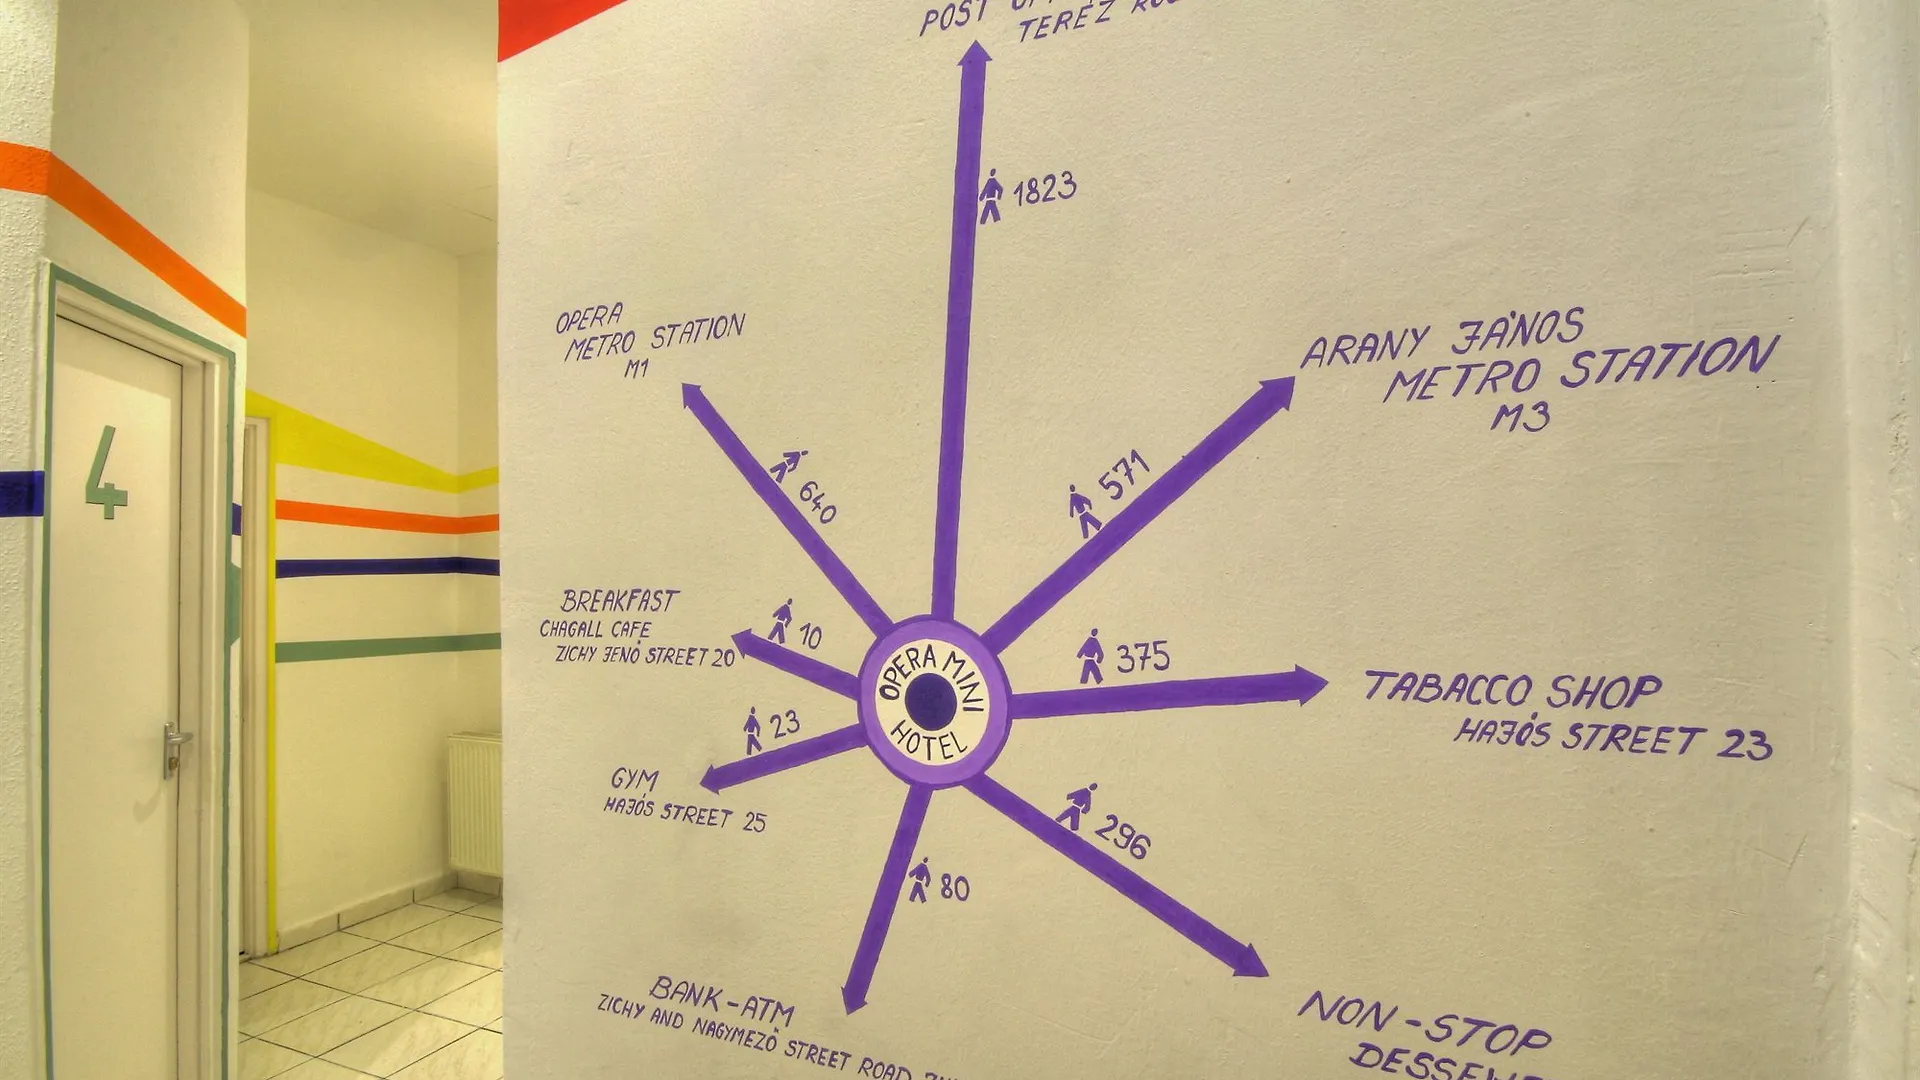 POST
TERÉZ
1823
OPERA
METRO STATION
M1
640
ARANY JÁNOS
METRO STATION
M3
571
BREAKFAST
CHAGALL CAFÉ
ZICHY JENŐ STREET 20
10
375
TABACCO SHOP
HAJÓS STREET 23
OPERA MINI
HOTEL
23
GYM
HAJÓS STREET 25
296
80
BANK-ATM
ZICHY AND NAGYMEZŐ STREET ROAD
NON-STOP
4